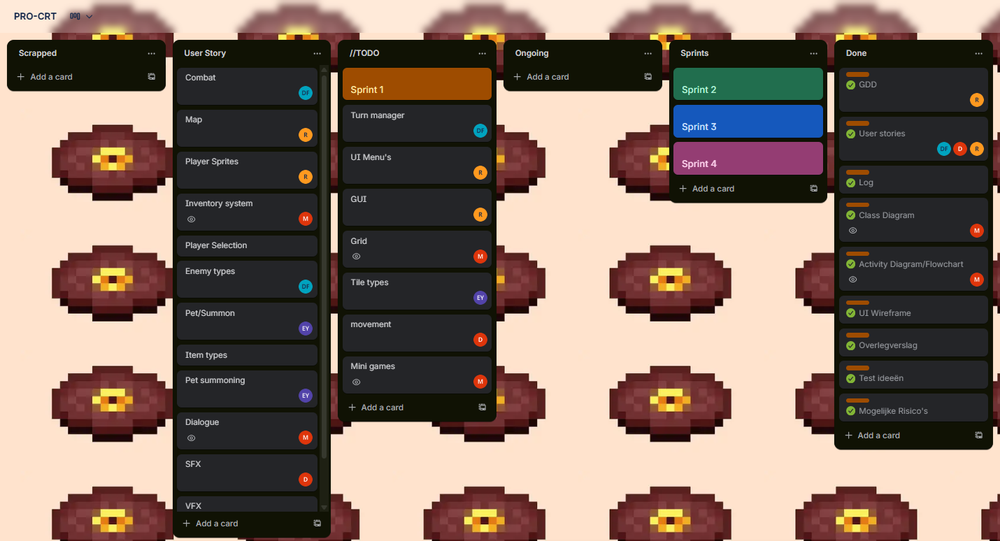 PRO-CRT
Scrapped
Add a card
User Story
Combat
DF
Map
R
Player Sprites
R
Inventory system
M
Player Selection
Enemy types
DF
Pet/Summon
EY
Item types
Pet summoning
EY
Dialogue
M
SFX
D
VFX
Add a card
//TODO
Sprint 1
Turn manager
DF
UI Menu's
R
GUI
R
Grid
M
Tile types
EY
movement
D
Mini games
M
Add a card
Ongoing
Add a card
Sprints
Sprint 2
Sprint 3
Sprint 4
Add a card
Done
GDD
R
User stories
DF D R
Log
Class Diagram
M
Activity Diagram/Flowchart
M
UI Wireframe
Overlegverslag
Test ideeën
Mogelijke Risico's
Add a card